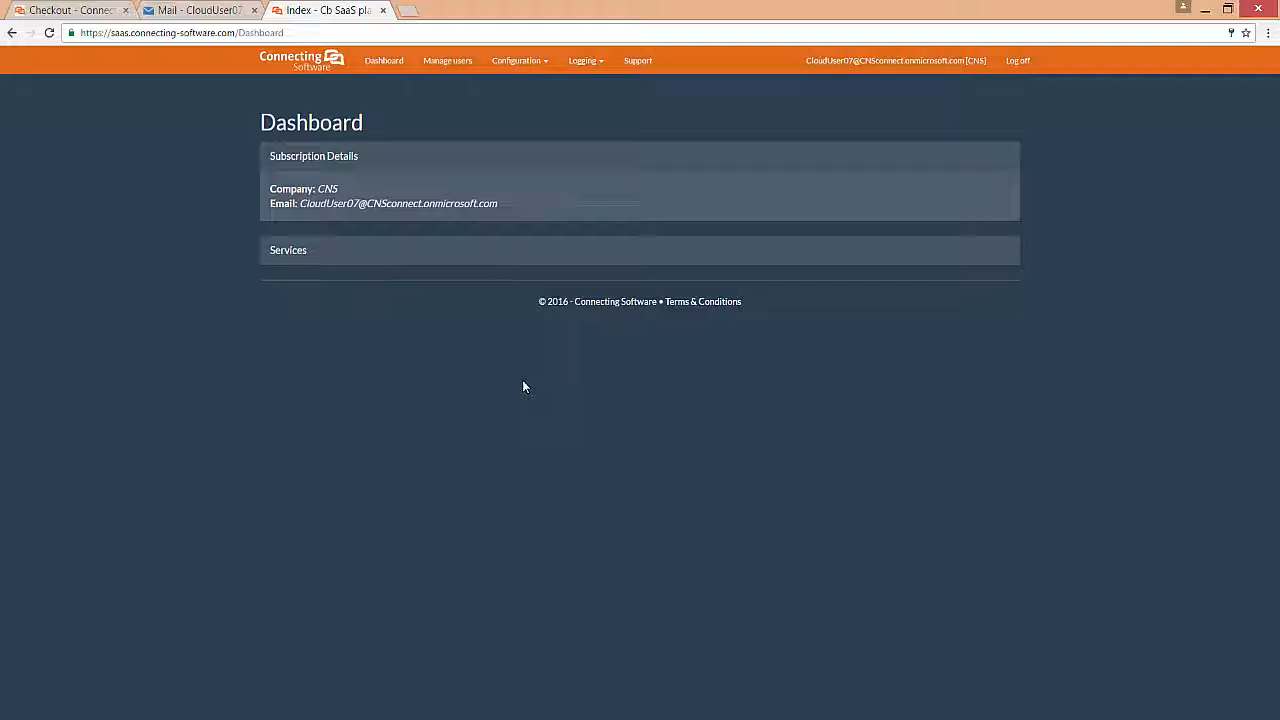 Checkout - Connec
Mail - CloudUser07
Index - Cb SaaS pla
https://saas.connecting-software.com/Dashboard
Connecting
Software
Dashboard
Manage users
Configuration
Logging
Support
CloudUser07@CNSconnect.onmicrosoft.com [CNS]
Log off
Dashboard
Subscription Details
Company: CNS
Email: CloudUser07@CNSconnect.onmicrosoft.com
Services
© 2016 - Connecting Software • Terms & Conditions